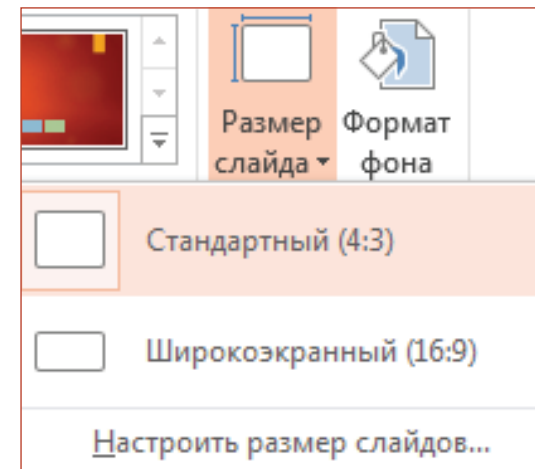 Размер
слайда
Формат
фона
Стандартный (4:3)
Широкоэкранный (16:9)
Настроить размер слайдов...